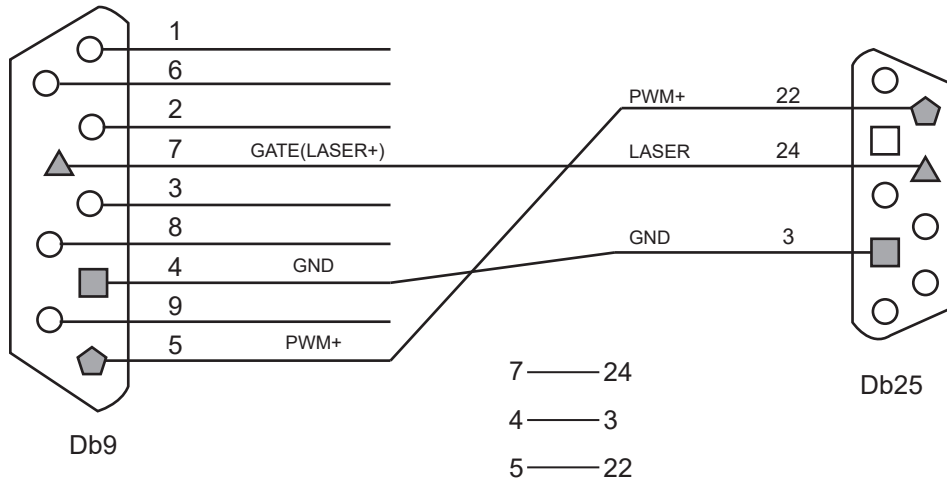 1
6
2
7 GATE(LASER+)
3
8
4 GND
9
5 PWM+
Db9
PWM+ 22
LASER 24
GND 3
Db25
7 24
4 3
5 22